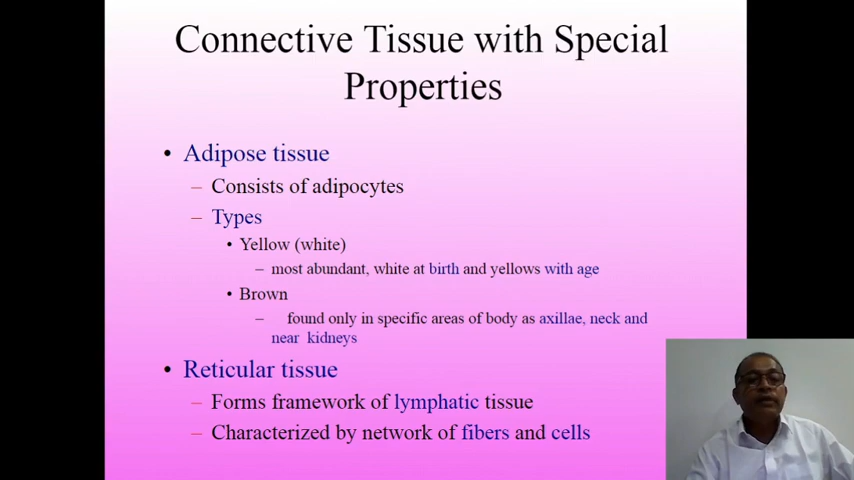 Connective Tissue with Special
Properties
• Adipose tissue
– Consists of adipocytes
– Types
• Yellow (white)
– most abundant, white at birth and yellows with age
• Brown
– found only in specific areas of body as axillae, neck and
near kidneys
• Reticular tissue
– Forms framework of lymphatic tissue
– Characterized by network of fibers and cells